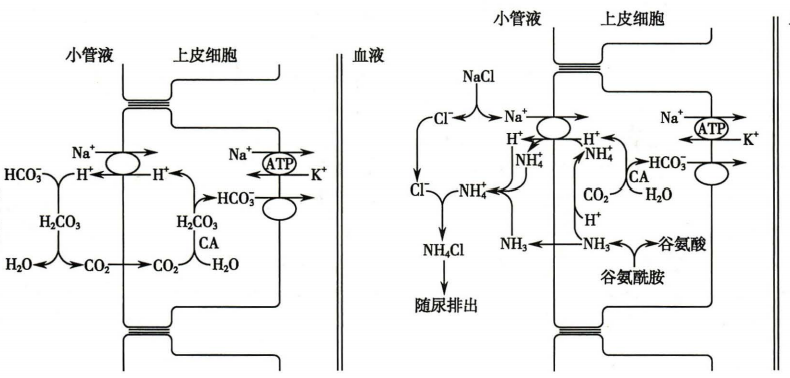 小管液 上皮细胞 血液
Na⁺ Na⁺ ATP
HCO₃⁻ H⁺ H⁺ K⁺
HCO₃⁻
H₂CO₃ H₂CO₃
CA
H₂O CO₂ CO₂ H₂O
小管液 上皮细胞
NaCl
Cl⁻ Na⁺ Na⁺ ATP
H⁺ H⁺ K⁺
NH₄⁺ NH₄⁺ HCO₃⁻
CA
Cl⁻ NH₄⁺ CO₂ H₂O
H⁺
NH₄Cl NH₃ NH₃ 谷氨酸
谷氨酰胺
随尿排出